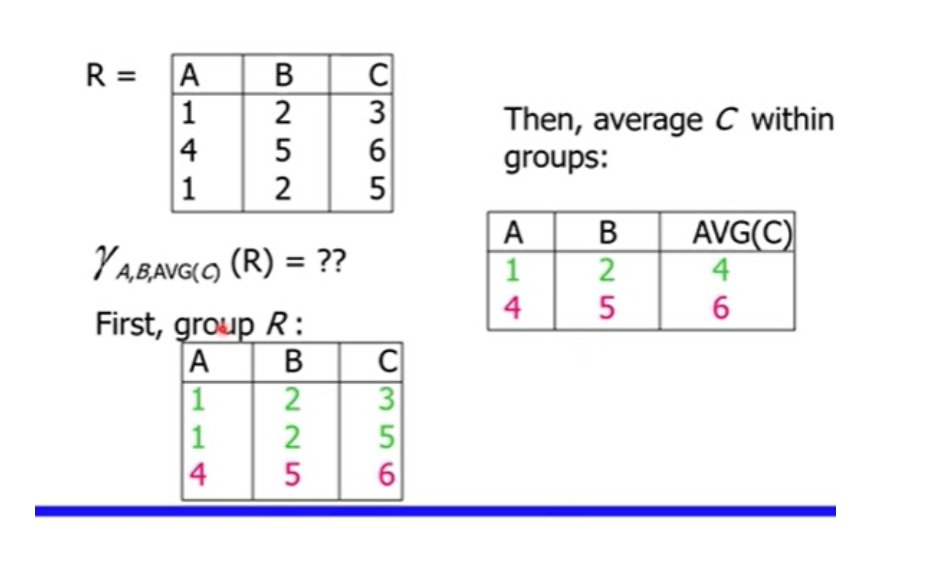 R =
A B C
1 2 3
4 5 6
1 2 5
γ A,B,AVG(C) (R) = ??
First, group R :
A B C
1 2 3
1 2 5
4 5 6
Then, average C within
groups:
A B AVG(C)
1 2 4
4 5 6